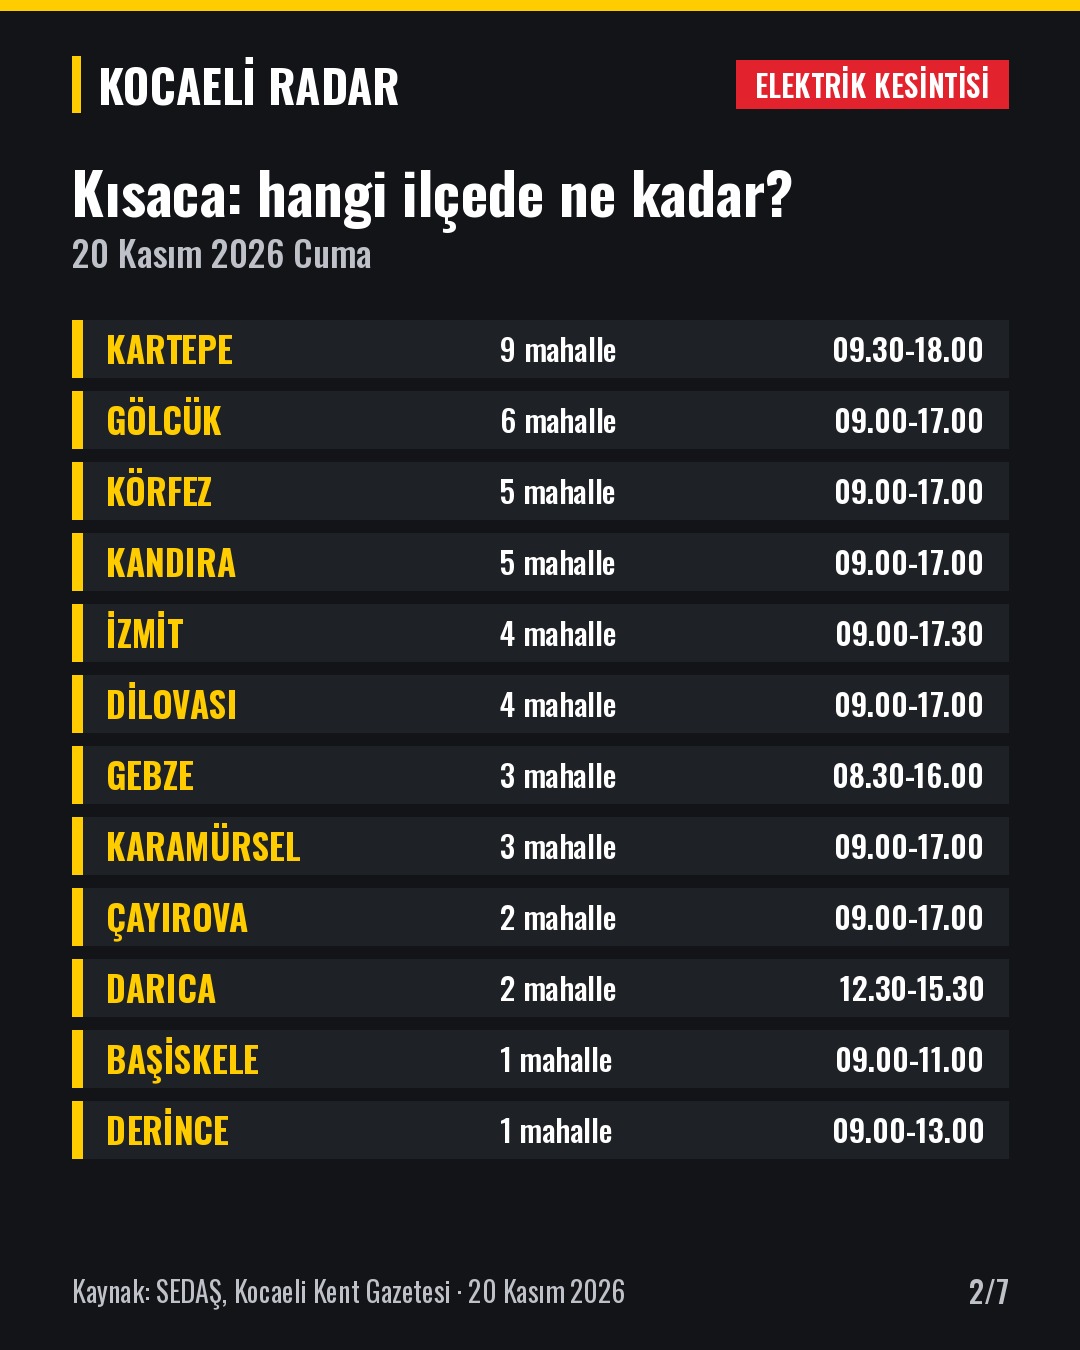 KOCAELİ RADAR
ELEKTRİK KESİNTİSİ
Kısaca: hangi ilçede ne kadar?
20 Kasım 2026 Cuma
KARTEPE 9 mahalle 09.30-18.00
GÖLCÜK 6 mahalle 09.00-17.00
KÖRFEZ 5 mahalle 09.00-17.00
KANDIRA 5 mahalle 09.00-17.00
İZMİT 4 mahalle 09.00-17.30
DİLOVASI 4 mahalle 09.00-17.00
GEBZE 3 mahalle 08.30-16.00
KARAMÜRSEL 3 mahalle 09.00-17.00
ÇAYIROVA 2 mahalle 09.00-17.00
DARICA 2 mahalle 12.30-15.30
BAŞİSKELE 1 mahalle 09.00-11.00
DERİNCE 1 mahalle 09.00-13.00
Kaynak: SEDAŞ, Kocaeli Kent Gazetesi · 20 Kasım 2026
2/7